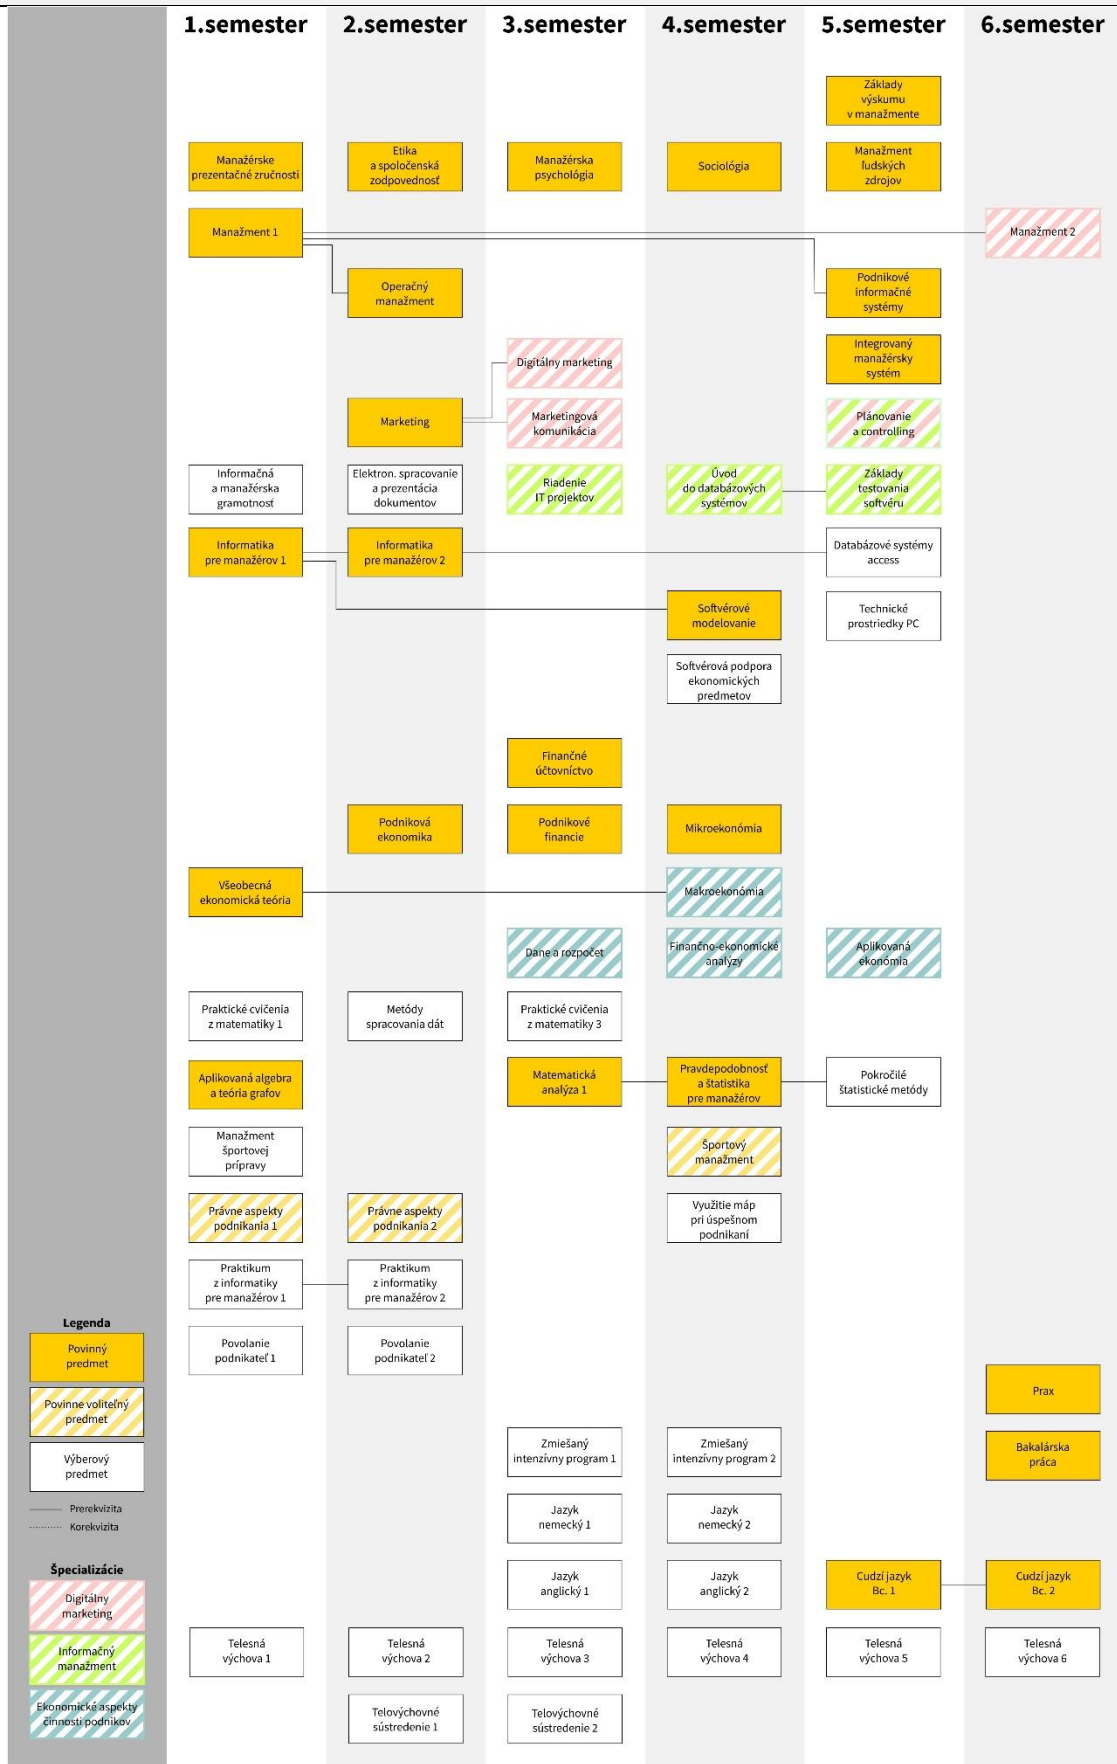 1.semester
2.semester
3.semester
4.semester
5.semester
6.semester
Základy
výskumu
v manažmente
Manažérske
prezentačné zručnosti
Etika
a spoločenská
zodpovednosť
Manažérska
psychológia
Sociológia
Manažment
ľudských
zdrojov
Manažment 1
Manažment 2
Operačný
manažment
Podnikové
informačné
systémy
Digitálny marketing
Integrovaný
manažérsky
systém
Marketing
Marketingová
komunikácia
Plánovanie
a controlling
Informačná
a manažérska
gramotnosť
Elektron. spracovanie
a prezentácia
dokumentov
Riadenie
IT projektov
Úvod
do databázových
systémov
Základy
testovania
softvéru
Informatika
pre manažérov 1
Informatika
pre manažérov 2
Databázové systémy
access
Softvérové
modelovanie
Technické
prostriedky PC
Softvérová podpora
ekonomických
predmetov
Finančné
účtovníctvo
Podniková
ekonomika
Podnikové
financie
Mikroekonómia
Všeobecná
ekonomická teória
Makroekonómia
Dane a rozpočet
Finančno-ekonomické
analýzy
Aplikovaná
ekonómia
Praktické cvičenia
z matematiky 1
Metódy
spracovania dát
Praktické cvičenia
z matematiky 3
Aplikovaná algebra
a teória grafov
Matematická
analýza 1
Pravdepodobnosť
a štatistika
pre manažérov
Pokročilé
štatistické metódy
Manažment
športovej
prípravy
Športový
manažment
Právne aspekty
podnikania 1
Právne aspekty
podnikania 2
Využitie máp
pri úspešnom
podnikaní
Praktikum
z informatiky
pre manažérov 1
Praktikum
z informatiky
pre manažérov 2
Povolanie
podnikateľ 1
Povolanie
podnikateľ 2
Prax
Zmiešaný
intenzívny program 1
Zmiešaný
intenzívny program 2
Bakalárska
práca
Jazyk
nemecký 1
Jazyk
nemecký 2
Jazyk
anglický 1
Jazyk
anglický 2
Cudzí jazyk
Bc. 1
Cudzí jazyk
Bc. 2
Telesná
výchova 1
Telesná
výchova 2
Telesná
výchova 3
Telesná
výchova 4
Telesná
výchova 5
Telesná
výchova 6
Telovýchovné
sústredenie 1
Telovýchovné
sústredenie 2
Legenda
Povinný
predmet
Povinne voliteľný
predmet
Výberový
predmet
Prerekvizita
Korekvizita
Špecializácie
Digitálny
marketing
Informačný
manažment
Ekonomické aspekty
činnosti podnikov